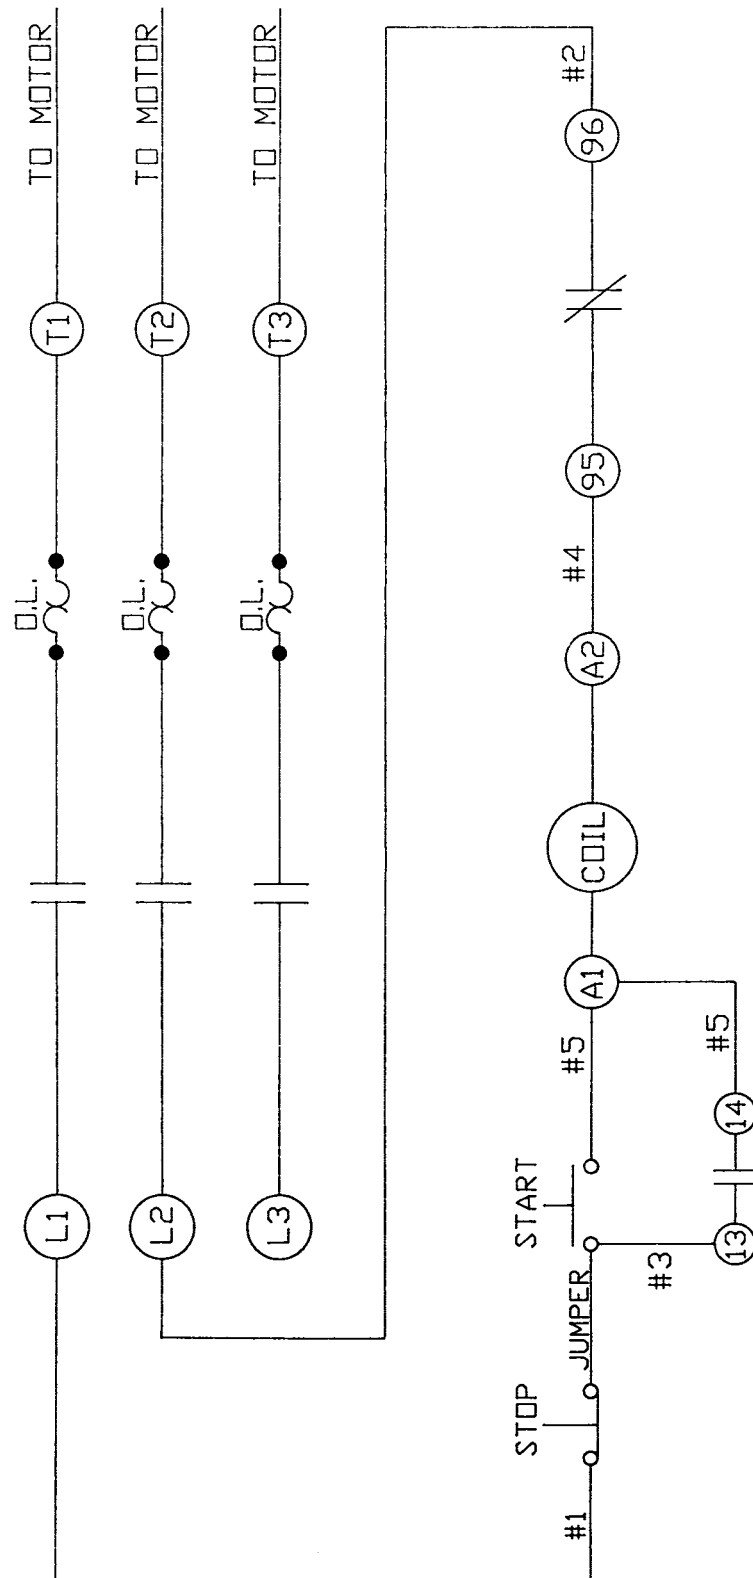 L1
O.L.
T1
TO MOTOR
L2
O.L.
T2
TO MOTOR
L3
O.L.
T3
TO MOTOR
#1
STOP
JUMPER
START
#5
A1
COIL
A2
#4
95
96
#2
#3
13
14
#5